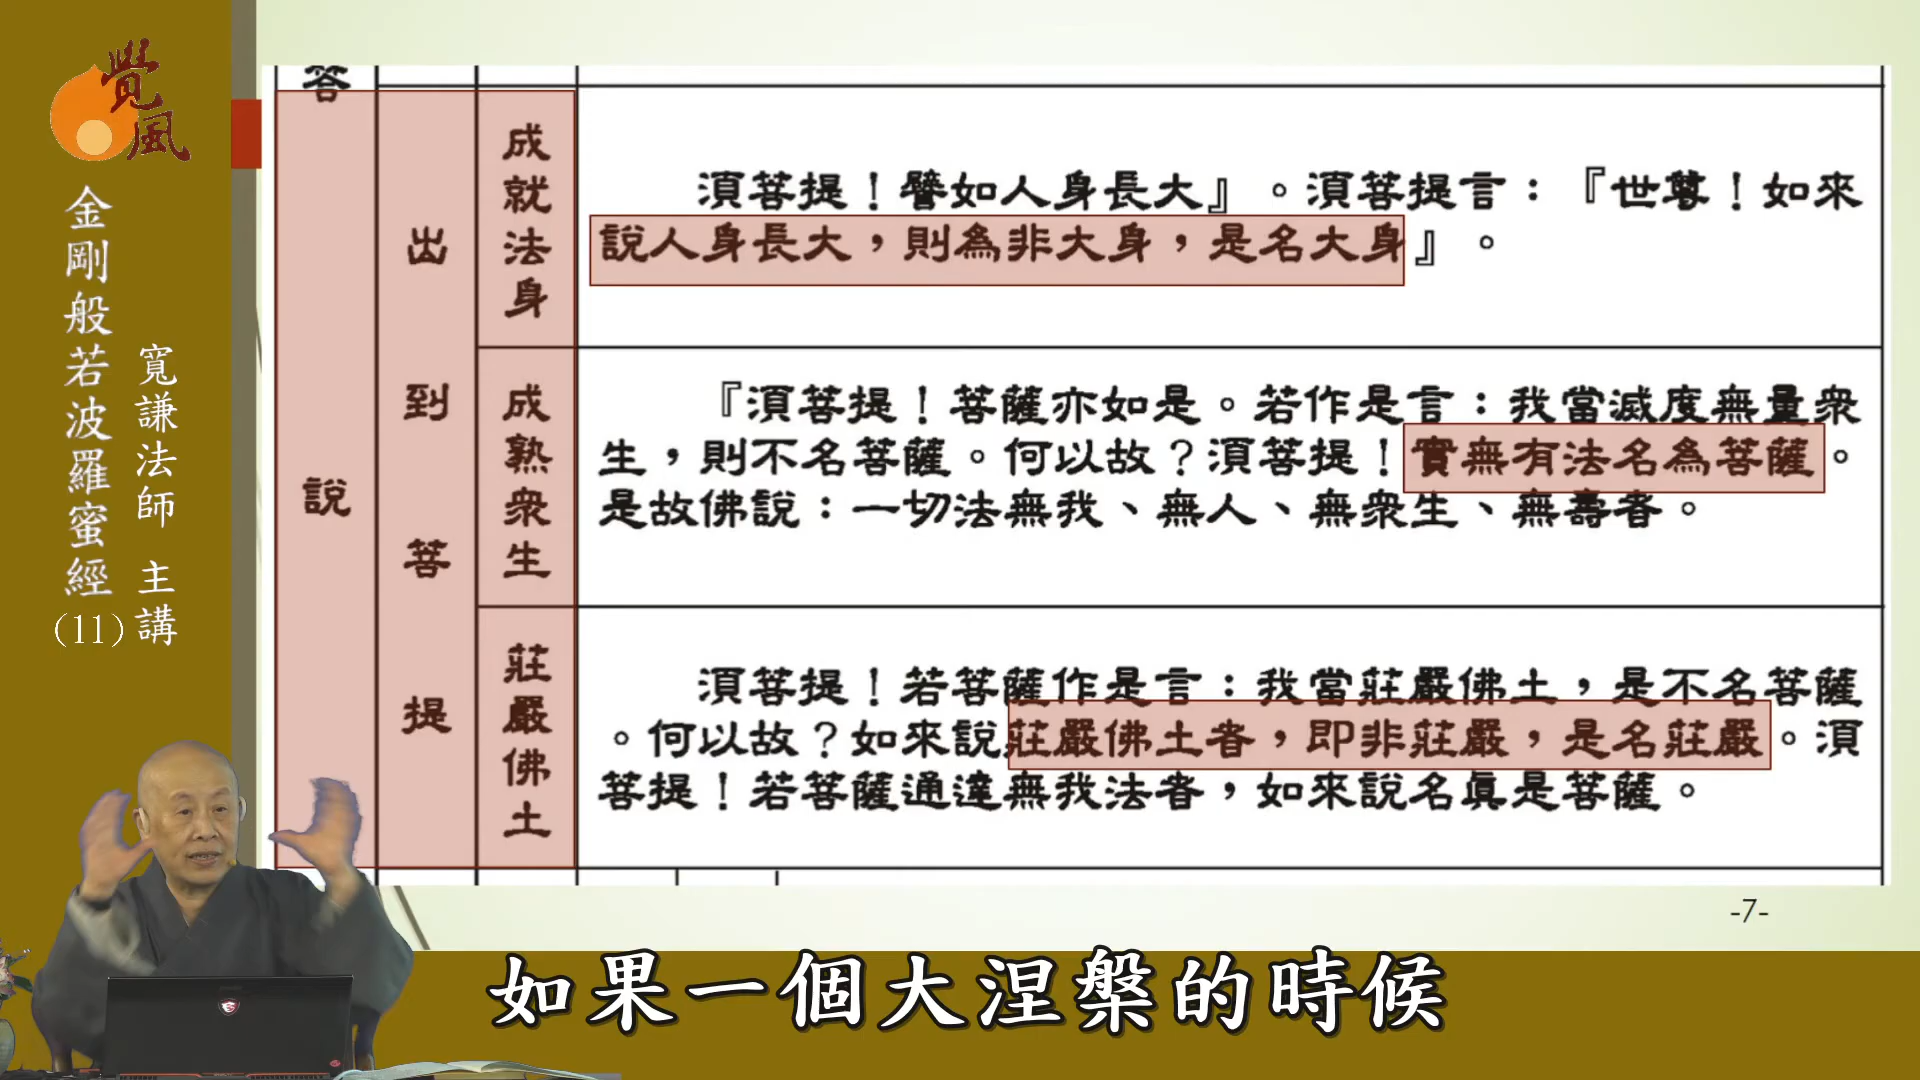 覺風
金剛般若波羅蜜經
(11)
寬謙法師 主講
答
說
出到菩提
成就法身
須菩提！譬如人身長大』。須菩提言：『世尊！如來
說人身長大，則為非大身，是名大身』。
成熟眾生
『須菩提！菩薩亦如是。若作是言：我當滅度無量眾
生，則不名菩薩。何以故？須菩提！實無有法名為菩薩。
是故佛說：一切法無我、無人、無眾生、無壽者。
莊嚴佛土
須菩提！若菩薩作是言：我當莊嚴佛土，是不名菩薩
。何以故？如來說莊嚴佛土者，即非莊嚴，是名莊嚴。須
菩提！若菩薩通達無我法者，如來說名真是菩薩。
-7-
如果一個大涅槃的時候